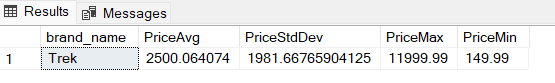 Results Messages
brand_name PriceAvg PriceStdDev PriceMax PriceMin
1 Trek 2500.064074 1981.66765904125 11999.99 149.99